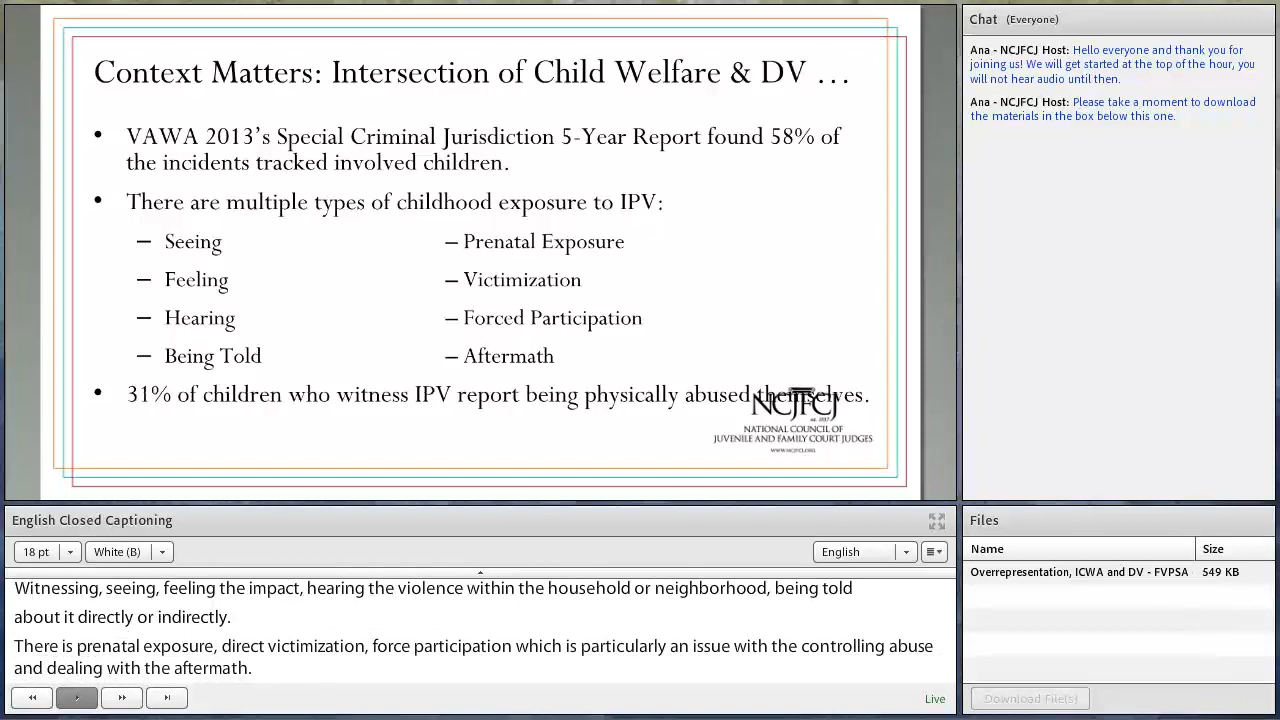 Context Matters: Intersection of Child Welfare & DV …
• VAWA 2013's Special Criminal Jurisdiction 5-Year Report found 58% of
the incidents tracked involved children.
• There are multiple types of childhood exposure to IPV:
– Seeing
– Feeling
– Hearing
– Being Told
– Prenatal Exposure
– Victimization
– Forced Participation
– Aftermath
• 31% of children who witness IPV report being physically abused themselves.
NCJFCJ
est. 1937
NATIONAL COUNCIL OF
JUVENILE AND FAMILY COURT JUDGES
WWW.NCJFCJ.ORG
Chat (Everyone)
Ana - NCJFCJ Host: Hello everyone and thank you for
joining us! We will get started at the top of the hour, you
will not hear audio until then.
Ana - NCJFCJ Host: Please take a moment to download
the materials in the box below this one.
English Closed Captioning
18 pt
White (B)
English
Witnessing, seeing, feeling the impact, hearing the violence within the household or neighborhood, being told
about it directly or indirectly.
There is prenatal exposure, direct victimization, force participation which is particularly an issue with the controlling abuse
and dealing with the aftermath.
Live
Files
Name Size
Overrepresentation, ICWA and DV - FVPSA 549 KB
Download File(s)